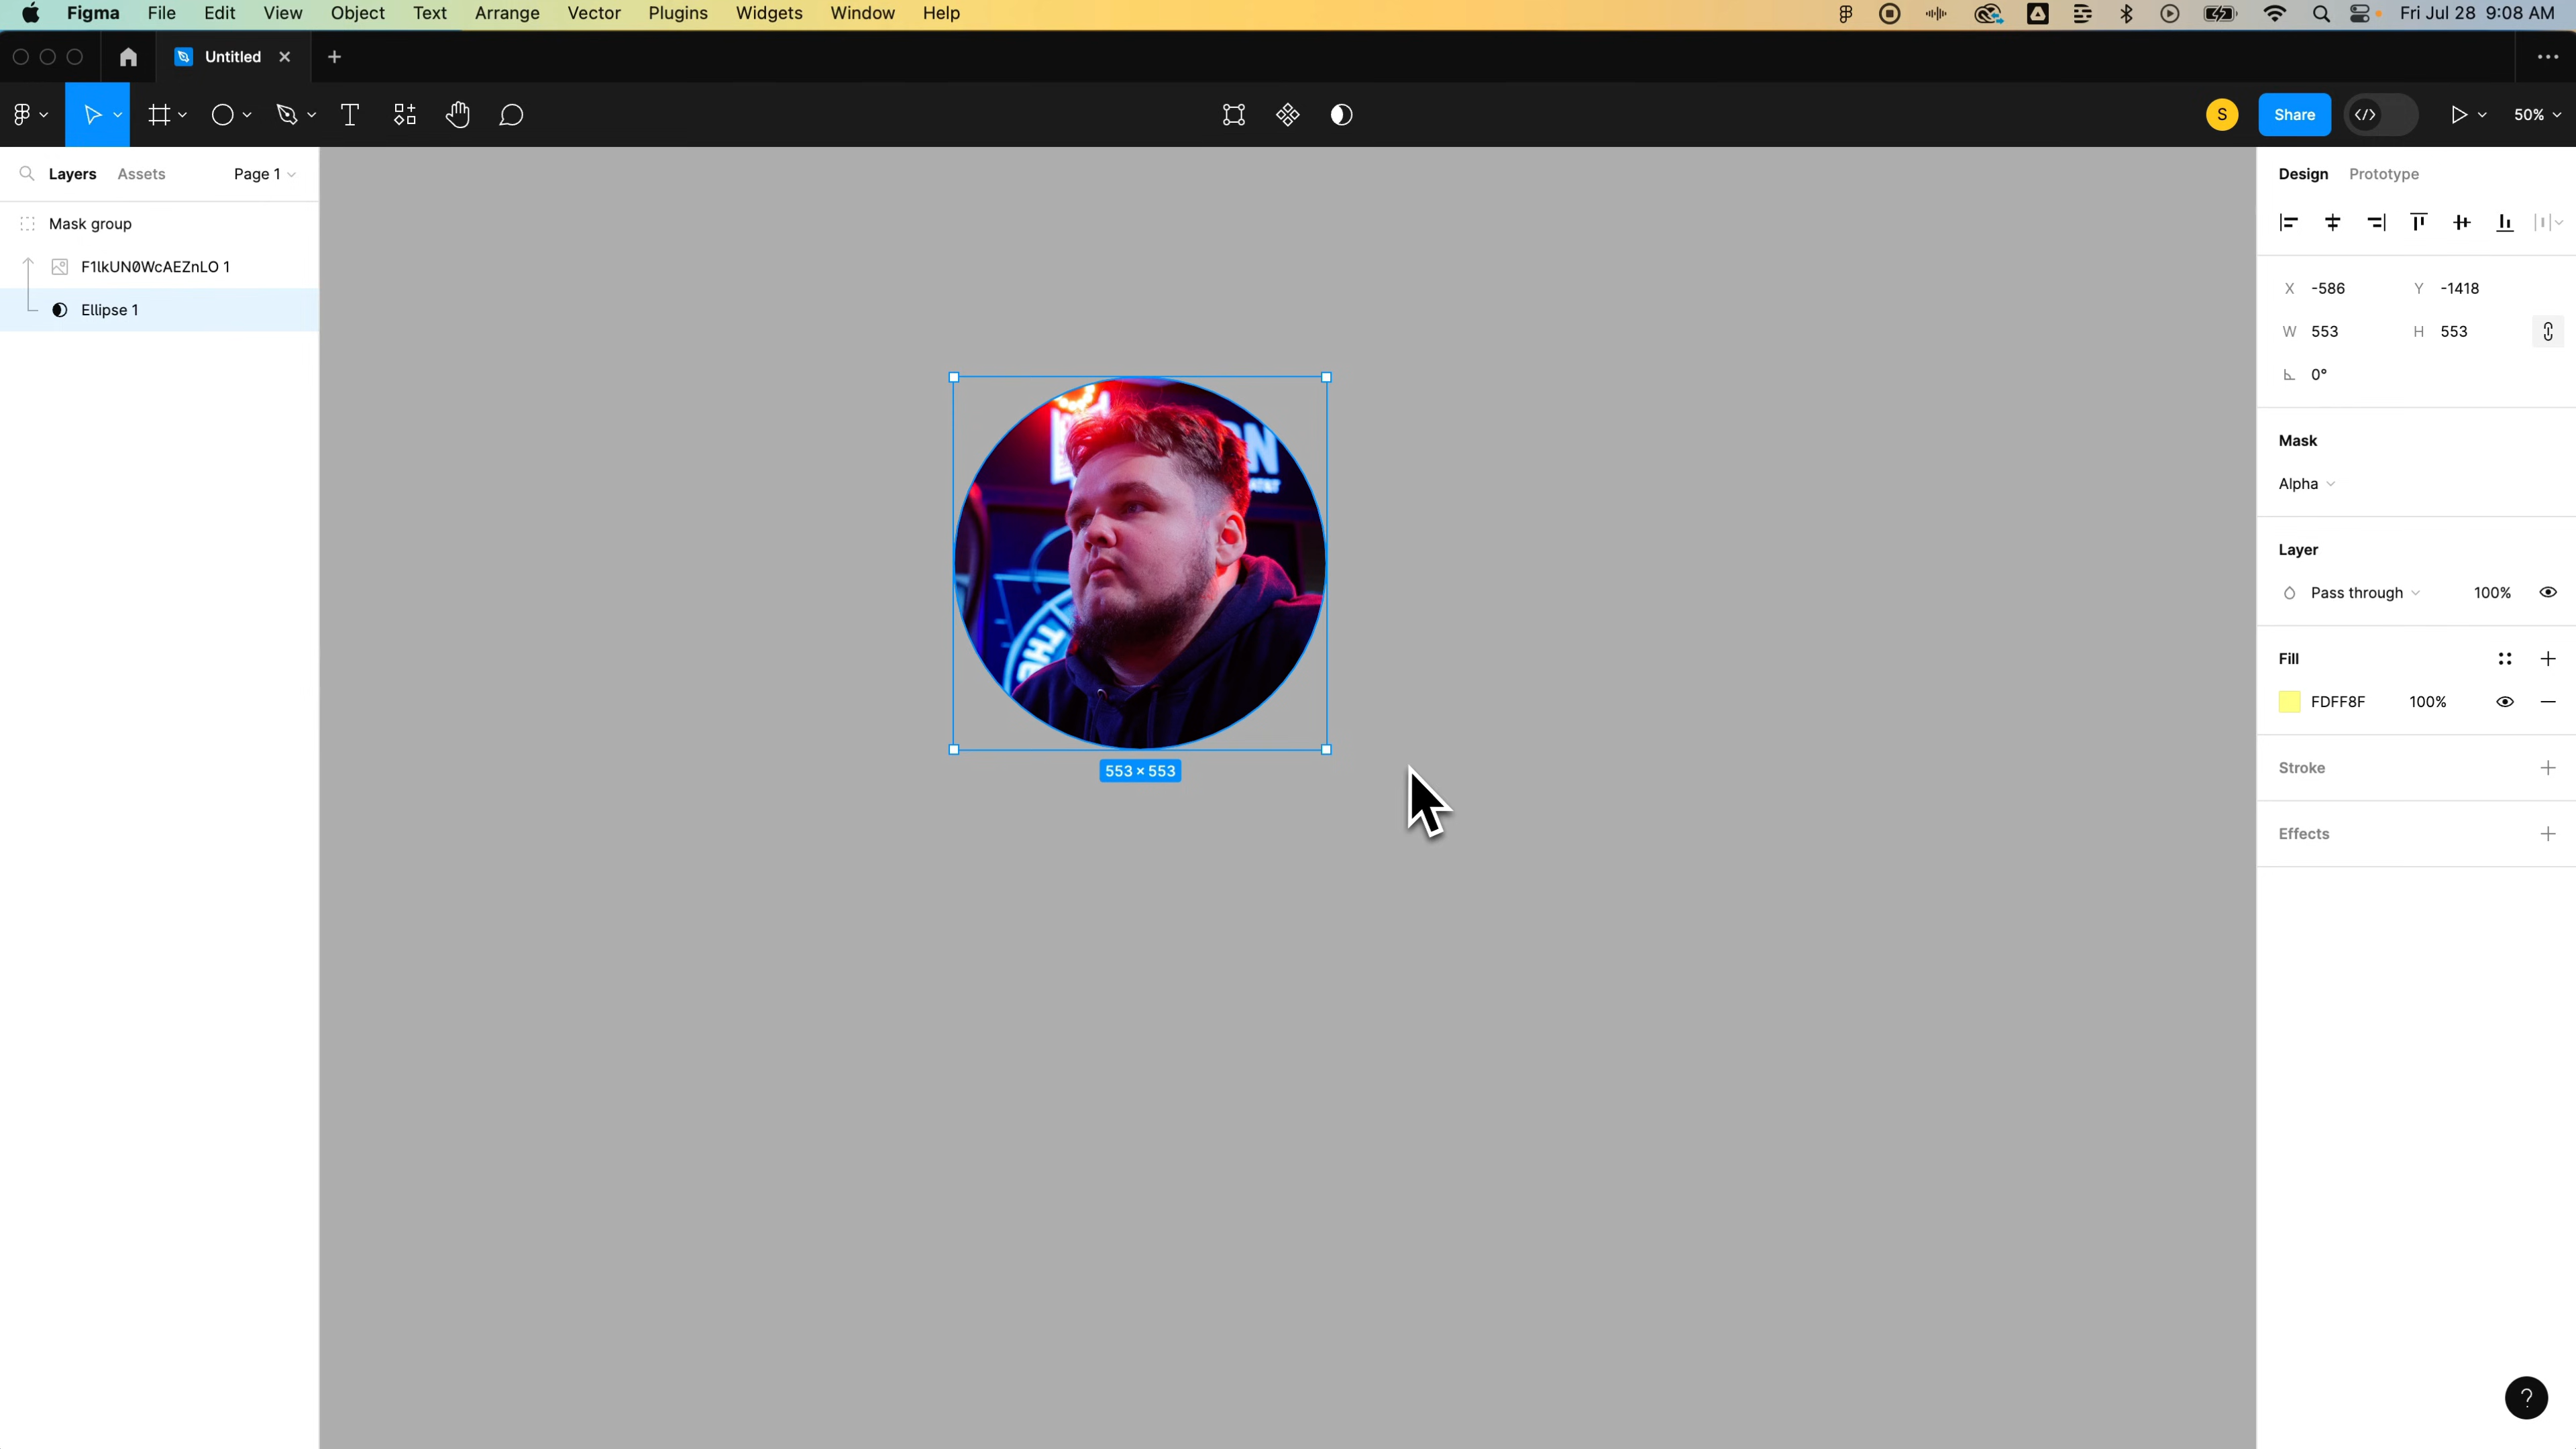 Figma File Edit View Object Text Arrange Vector Plugins Widgets Window Help Fri Jul 28 9:08 AM
Untitled
S Share 50%
Layers Assets Page 1
Design Prototype
Mask group
F1lkUN0WcAEZnLO 1
Ellipse 1
X -586 Y -1418
W 553 H 553
0°
Mask
Alpha
Layer
Pass through 100%
Fill
FDFF8F 100%
Stroke
Effects
N
AT&T
THE
553 × 553
?